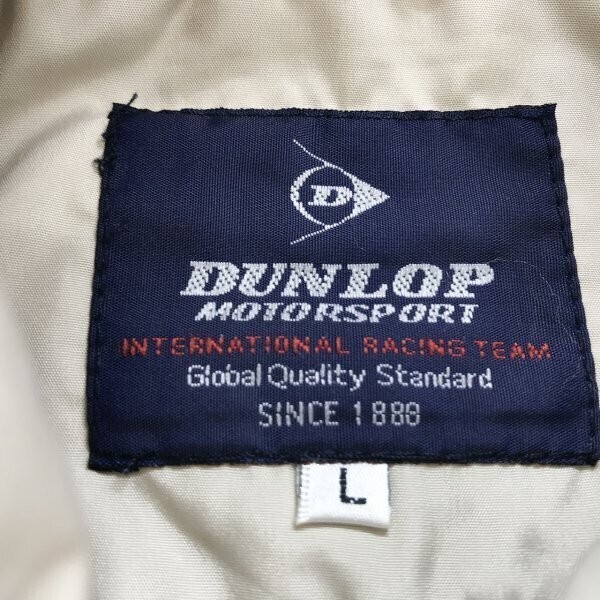 D
DUNLOP
MOTORSPORT
INTERNATIONAL RACING TEAM
Global Quality Standard
SINCE 1888
L